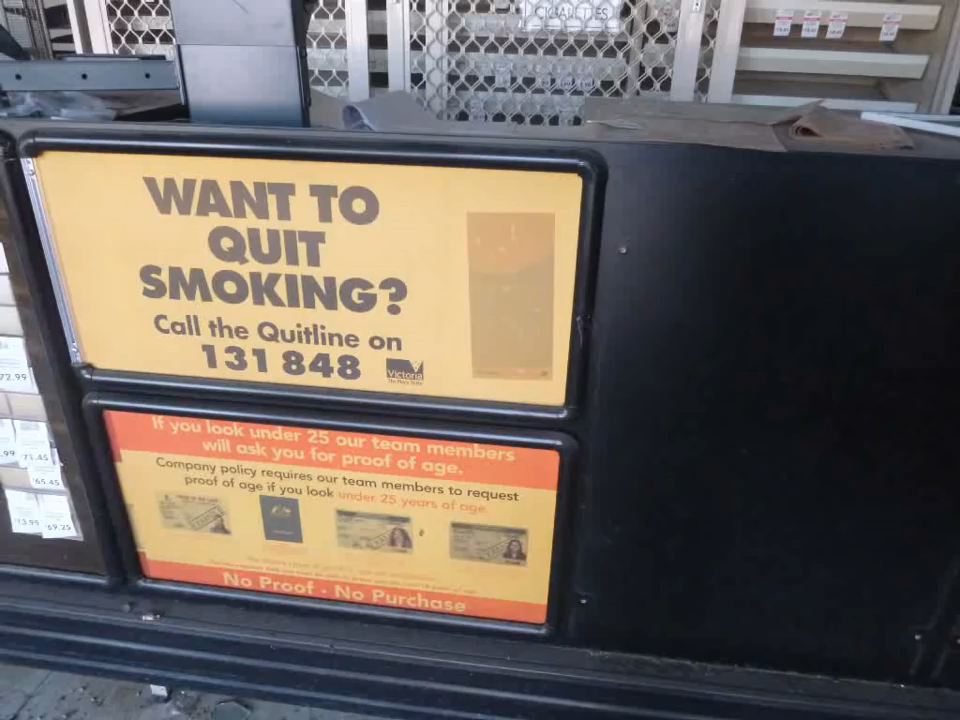 CIGARETTES
WANT TO
QUIT
SMOKING?
Call the Quitline on
131 848
Victoria
If you look under 25 our team members
will ask you for proof of age.
Company policy requires our team members to request
proof of age if you look under 25 years of age.
No Proof - No Purchase
72.99
.99 71.45
65.45
69.25